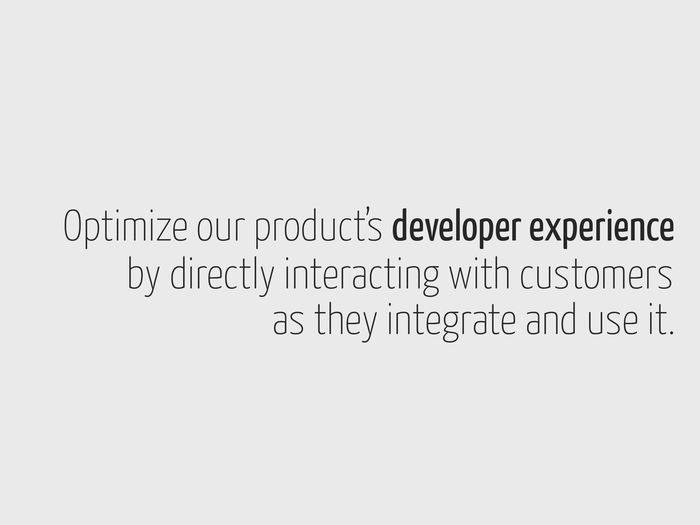 Optimize our product's developer experience
by directly interacting with customers
as they integrate and use it.